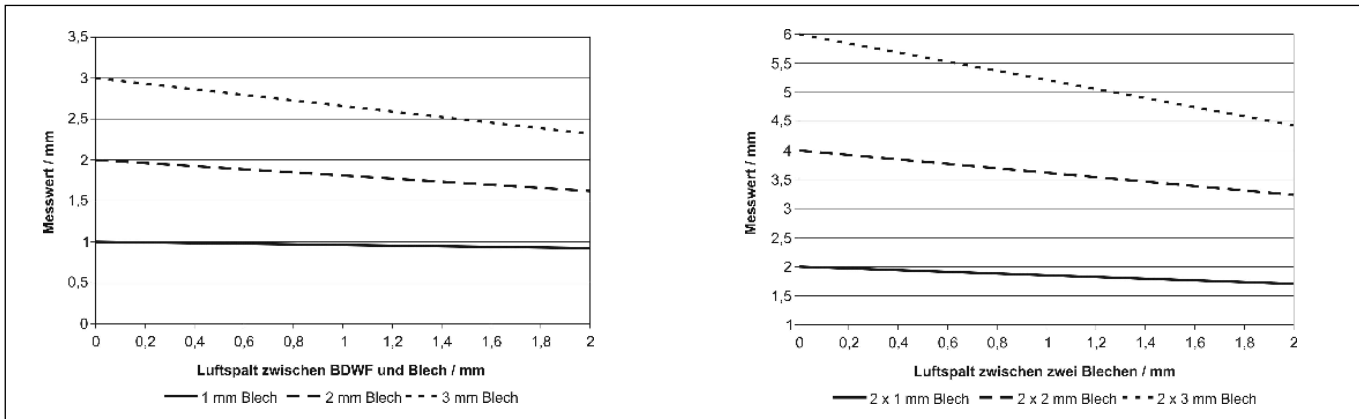 3,5
3
2,5
2
1,5
1
0,5
0
Messwert / mm
0 0,2 0,4 0,6 0,8 1 1,2 1,4 1,6 1,8 2
Luftspalt zwischen BDWF und Blech / mm
1 mm Blech 2 mm Blech 3 mm Blech
6
5,5
5
4,5
4
3,5
3
2,5
2
1,5
1
Messwert / mm
0 0,2 0,4 0,6 0,8 1 1,2 1,4 1,6 1,8 2
Luftspalt zwischen zwei Blechen / mm
2 x 1 mm Blech 2 x 2 mm Blech 2 x 3 mm Blech